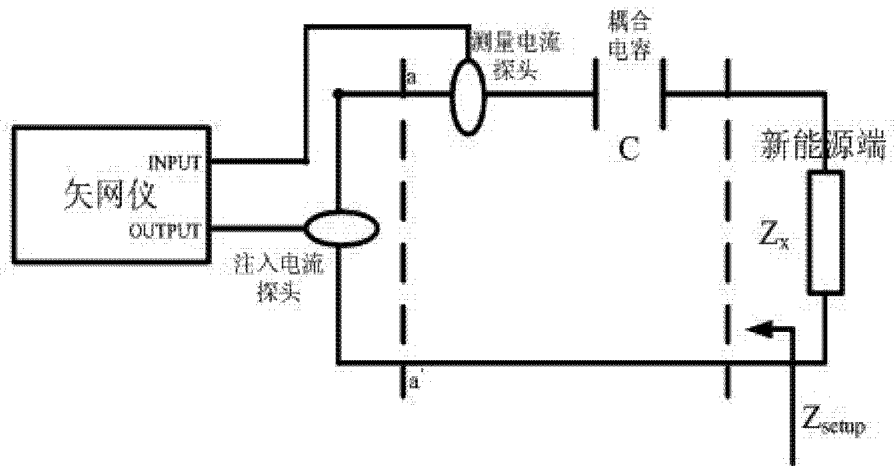 测量电流
探头
耦合
电容
a
C
新能源端
INPUT
矢网仪
OUTPUT
注入电流
探头
Zx
a'
Zsetup